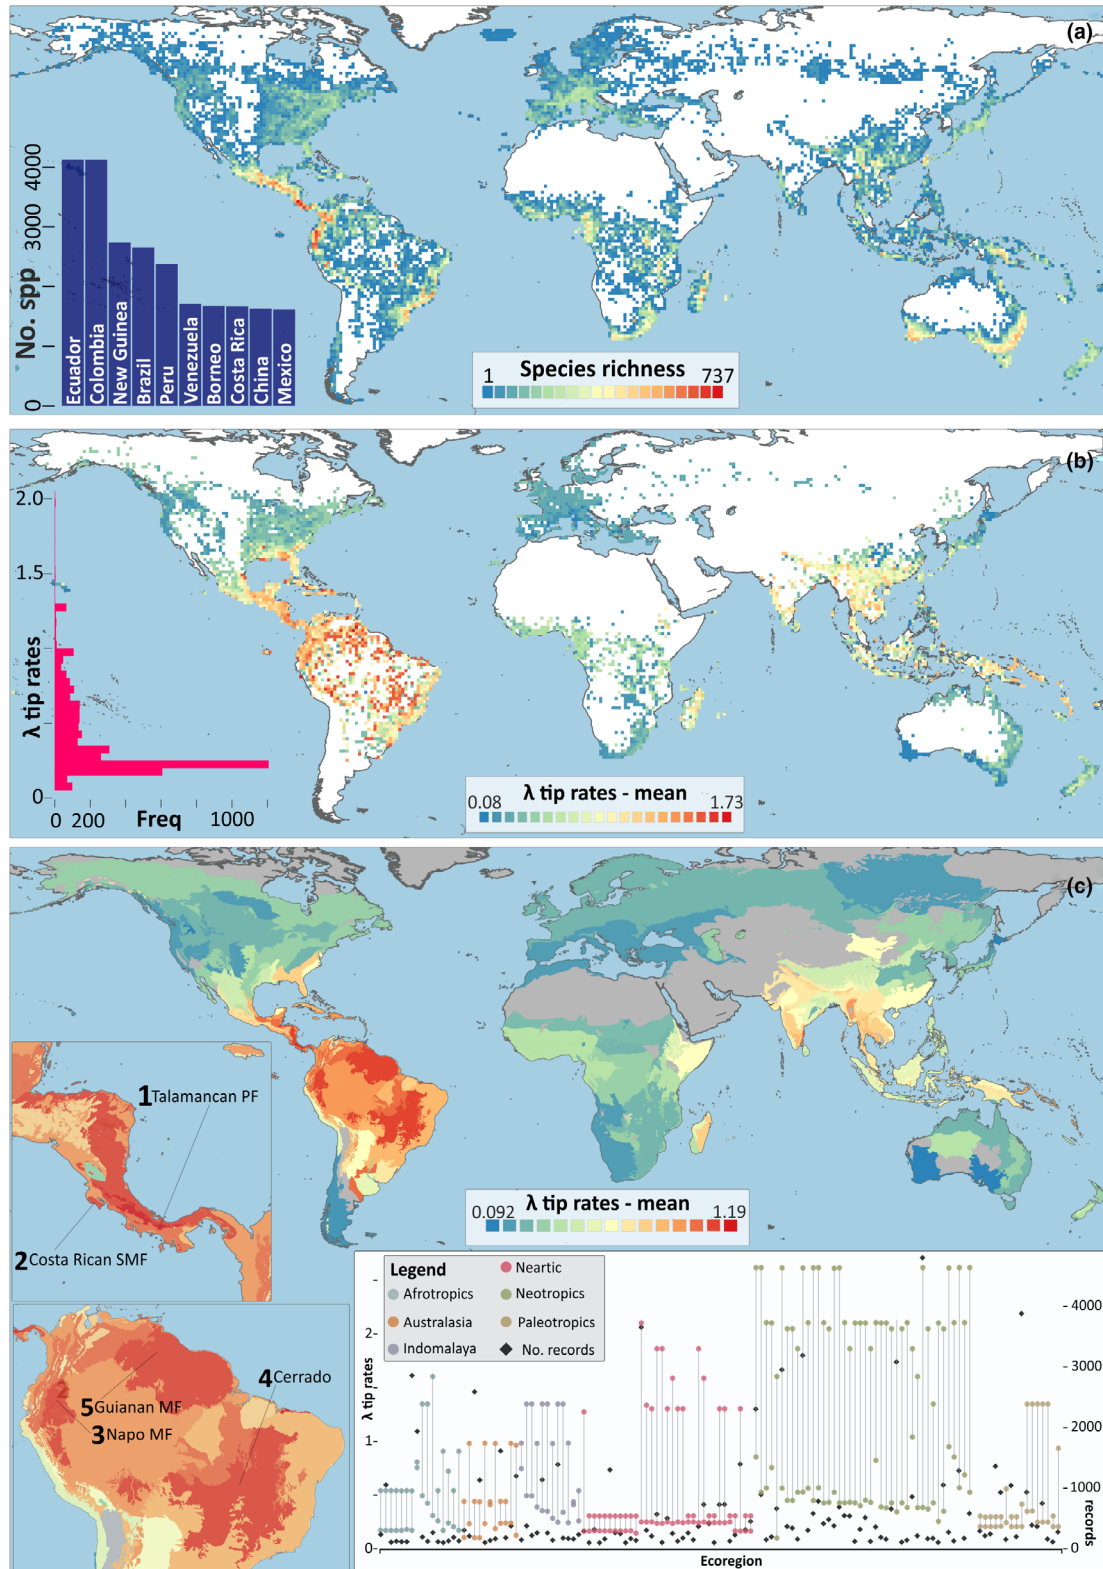 (a)
No. spp
4000
3000
0
Ecuador
Colombia
New Guinea
Brazil
Peru
Venezuela
Borneo
Costa Rica
China
Mexico
Species richness
1
737
(b)
λ tip rates
2.0
1.5
0
0 200 Freq 1000
λ tip rates - mean
0.08
1.73
(c)
1 Talamancan PF
2 Costa Rican SMF
λ tip rates - mean
0.092
1.19
4 Cerrado
5 Guianan MF
3 Napo MF
Legend
Afrotropics
Australasia
Indomalaya
Neartic
Neotropics
Paleotropics
No. records
λ tip rates
2
1
0
4000
3000
2000
1000
0
records
Ecoregion